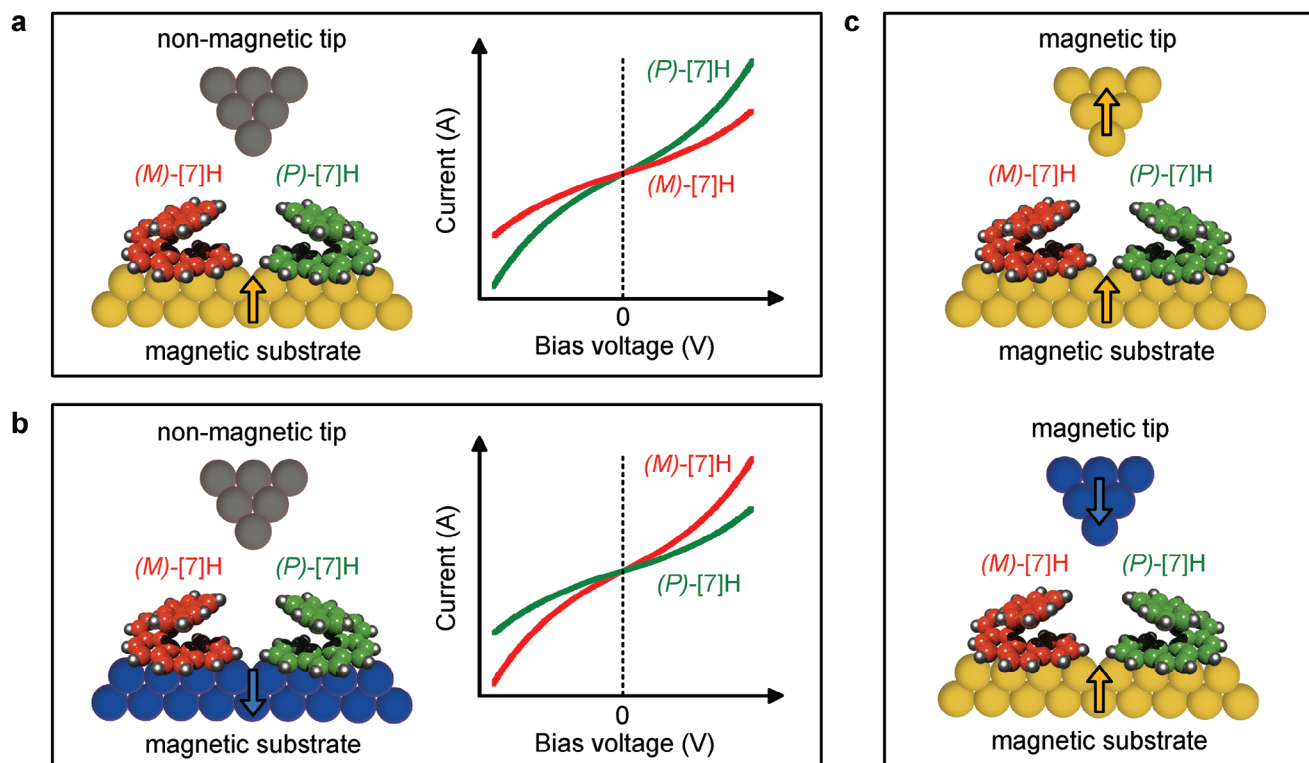 a
non-magnetic tip
(M)-[7]H
(P)-[7]H
magnetic substrate
Current (A)
(P)-[7]H
(M)-[7]H
0
Bias voltage (V)
b
non-magnetic tip
(M)-[7]H
(P)-[7]H
magnetic substrate
Current (A)
(M)-[7]H
(P)-[7]H
0
Bias voltage (V)
c
magnetic tip
(M)-[7]H
(P)-[7]H
magnetic substrate
magnetic tip
(M)-[7]H
(P)-[7]H
magnetic substrate